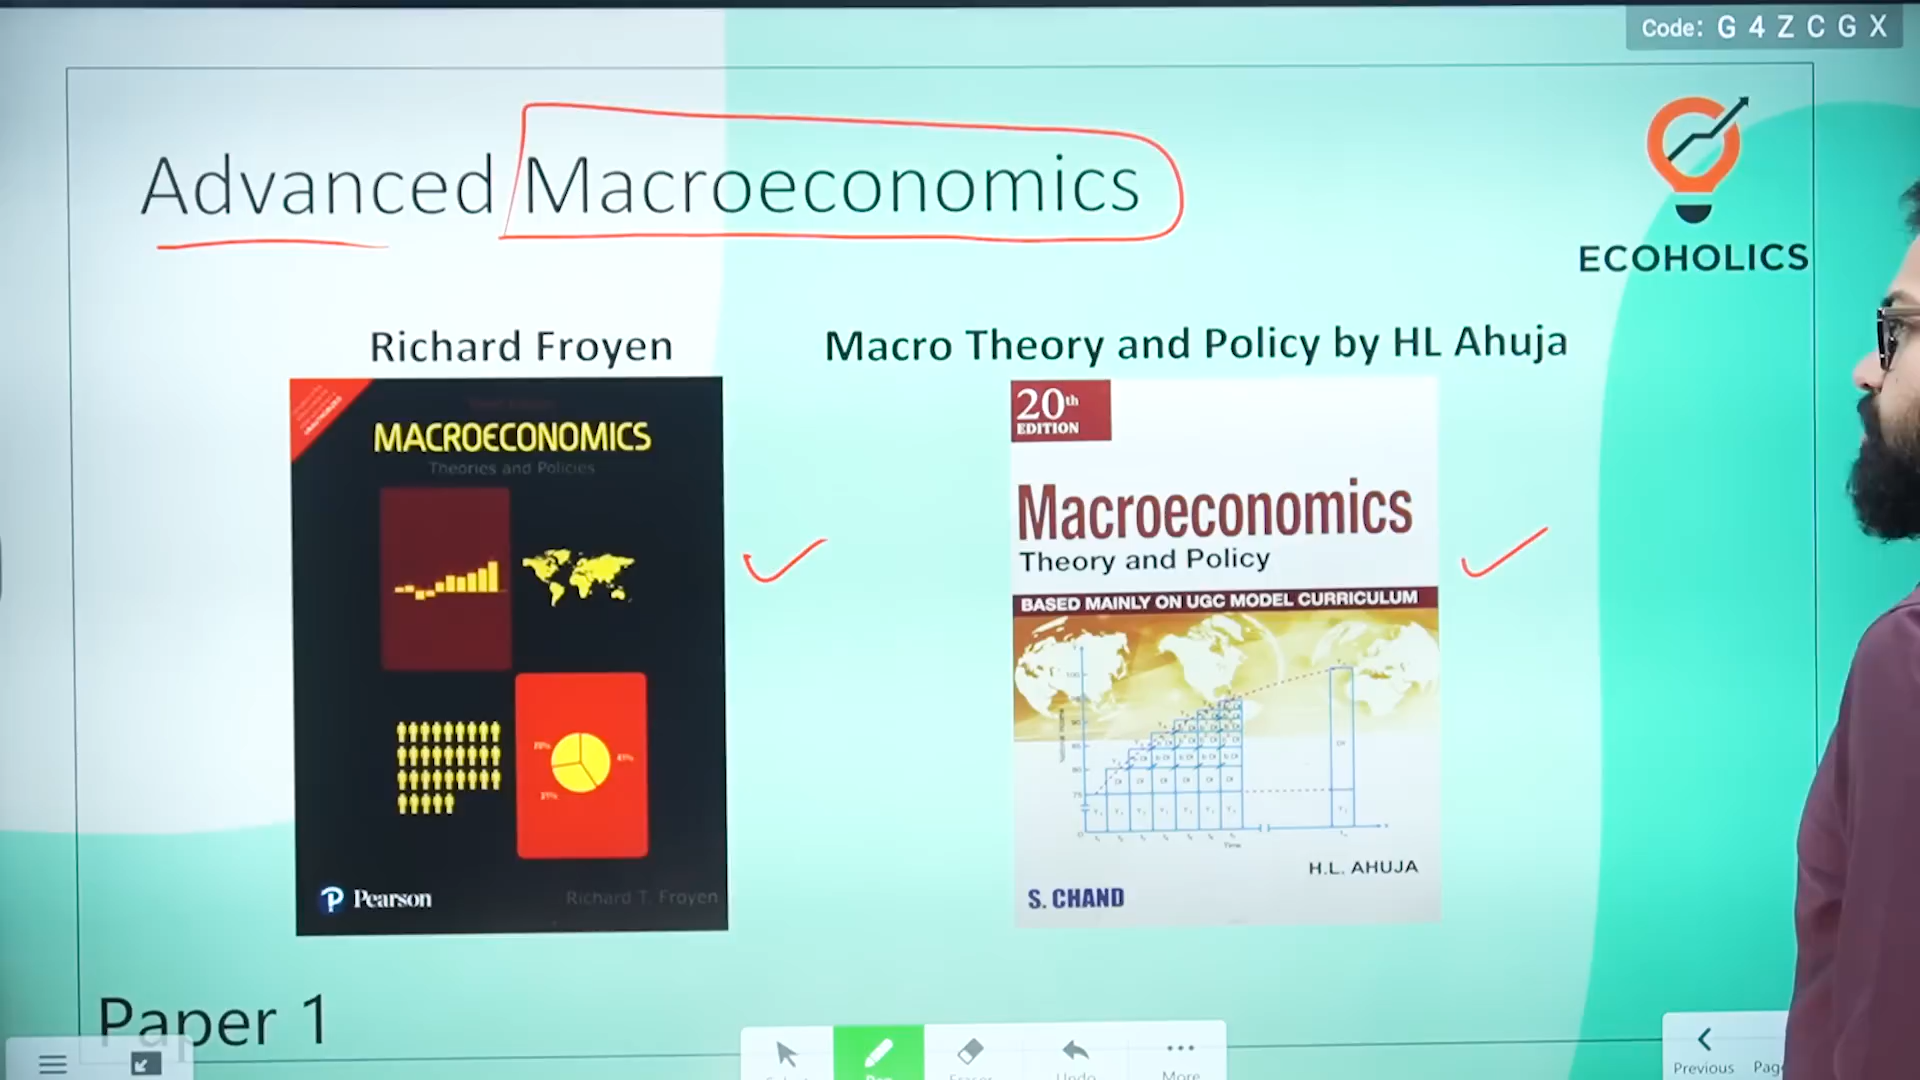 Code: G 4 Z C G X
Advanced Macroeconomics
ECOHOLICS
Richard Froyen
Macro Theory and Policy by HL Ahuja
MACROECONOMICS
Theories and Policies
Pearson
Richard T. Froyen
20th
EDITION
Macroeconomics
Theory and Policy
BASED MAINLY ON UGC MODEL CURRICULUM
Time
H.L. AHUJA
S. CHAND
Paper 1
Undo
More
Previous